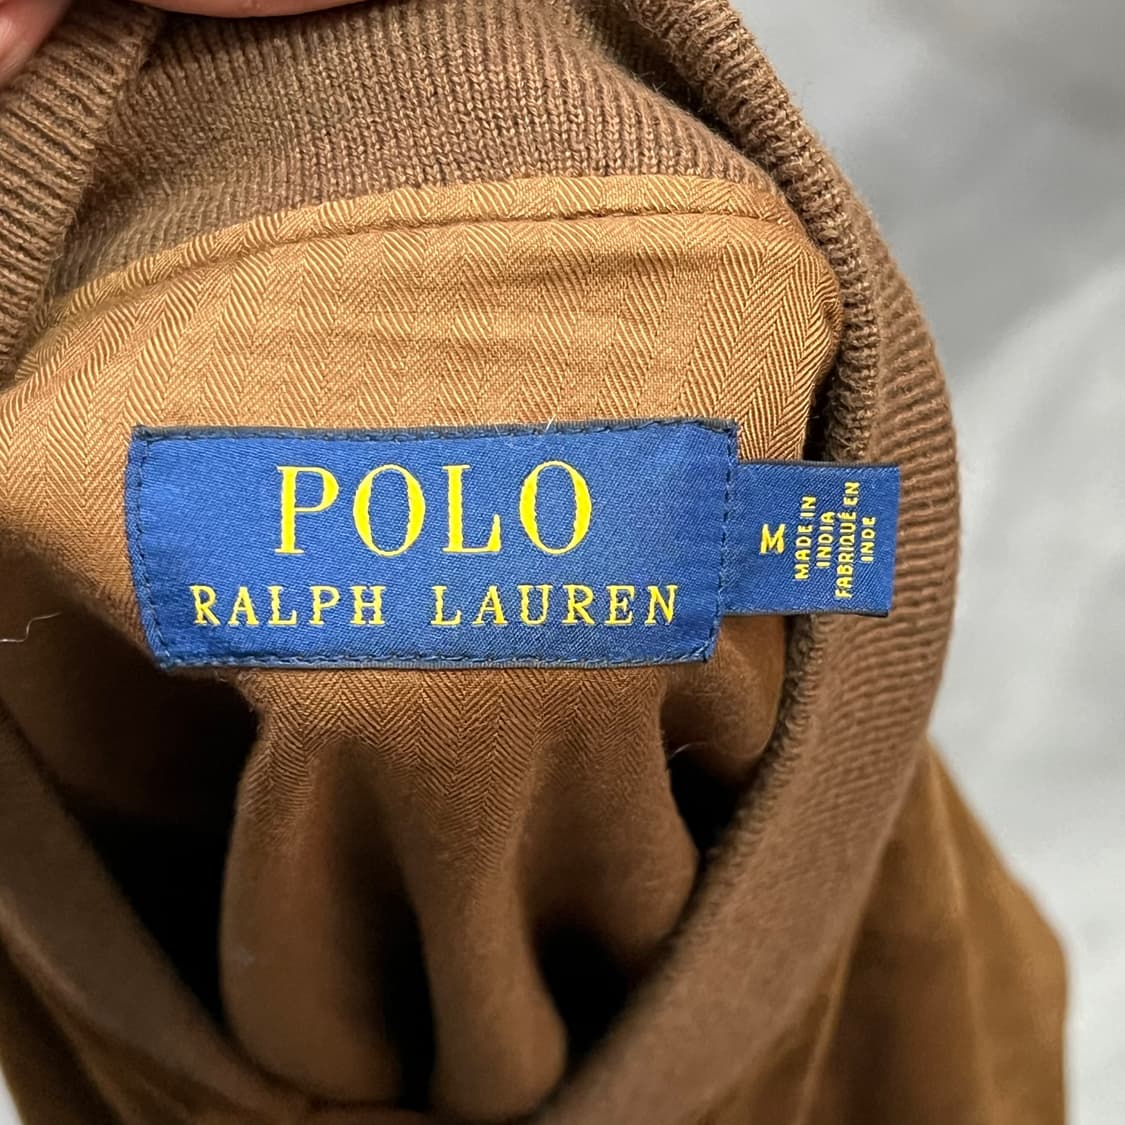 POLO
RALPH LAUREN
M
MADE IN
INDIA
FABRIQUÉ EN
INDE